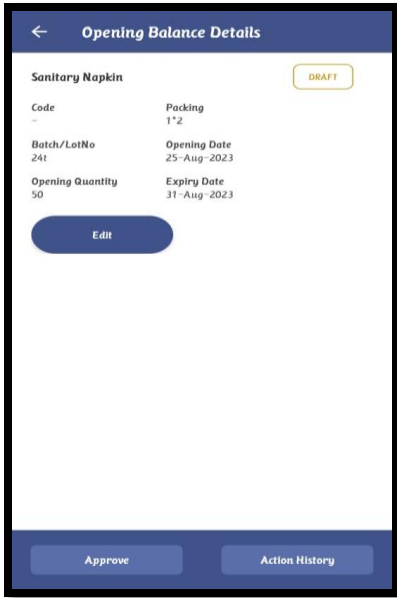 Opening Balance Details
Sanitary Napkin DRAFT
Code Packing
- 1*2
Batch/LotNo Opening Date
24t 25-Aug-2023
Opening Quantity Expiry Date
50 31-Aug-2023
Edit
Approve Action History